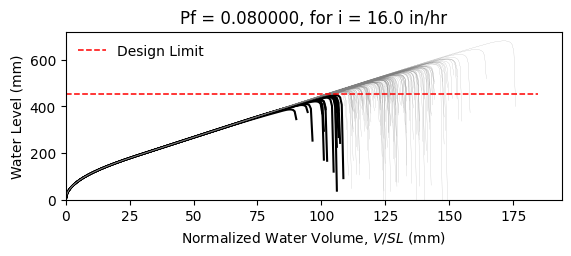 Pf = 0.080000, for i = 16.0 in/hr
Design Limit
Water Level (mm)
600
400
200
0
0 25 50 75 100 125 150 175
Normalized Water Volume, V/SL (mm)